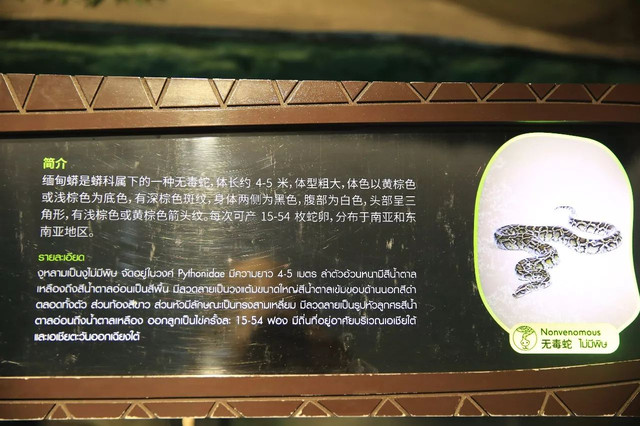 简介
缅甸蟒是蟒科属下的一种无毒蛇，体长约 4-5 米，体型粗大，体色以黄棕色
或浅棕色为底色，有深棕色斑纹，身体两侧为黑色，腹部为白色，头部呈三
角形，有浅棕色或黄棕色箭头纹。每次可产 15-54 枚蛇卵，分布于南亚和东
南亚地区。
รายละเอียด
งูหลามเป็นงูไม่มีพิษ จัดอยู่ในวงศ์ Pythonidae มีความยาว 4-5 เมตร ลำตัวอ้วนหนามีสีน้ำตาล
เหลืองถึงสีน้ำตาลอ่อนเป็นสีพื้น มีลวดลายเป็นวงแต้มขนาดใหญ่สีน้ำตาลเข้มขอบด้านนอกสีดำ
ตลอดทั้งตัว ส่วนท้องสีขาว ส่วนหัวมีลักษณะเป็นทรงสามเหลี่ยม มีลวดลายเป็นรูปหัวลูกศรสีน้ำ
ตาลอ่อนถึงน้ำตาลเหลือง ออกลูกเป็นไข่ครั้งละ 15-54 ฟอง มีถิ่นที่อยู่อาศัยบริเวณเอเชียใต้
และเอเชียตะวันออกเฉียงใต้
Nonvenomous
无毒蛇 ไม่มีพิษ